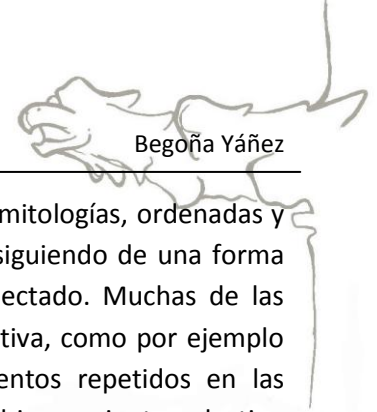 Begoña Yáñez
mitologías, ordenadas y
siguiendo de una forma
ectado. Muchas de las
tiva, como por ejemplo
entos repetidos en las